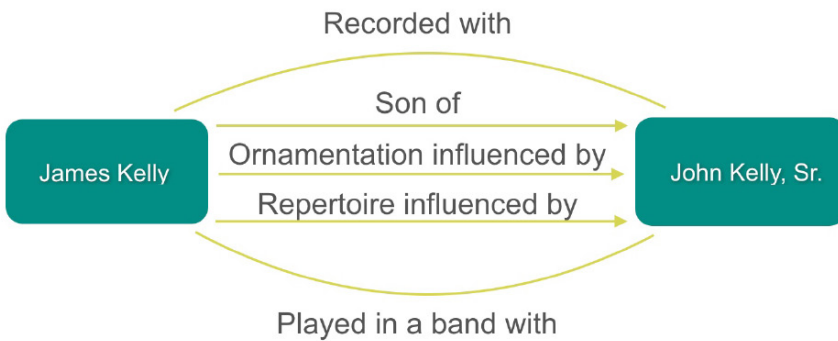 Recorded with
Son of
James Kelly
Ornamentation influenced by
John Kelly, Sr.
Repertoire influenced by
Played in a band with